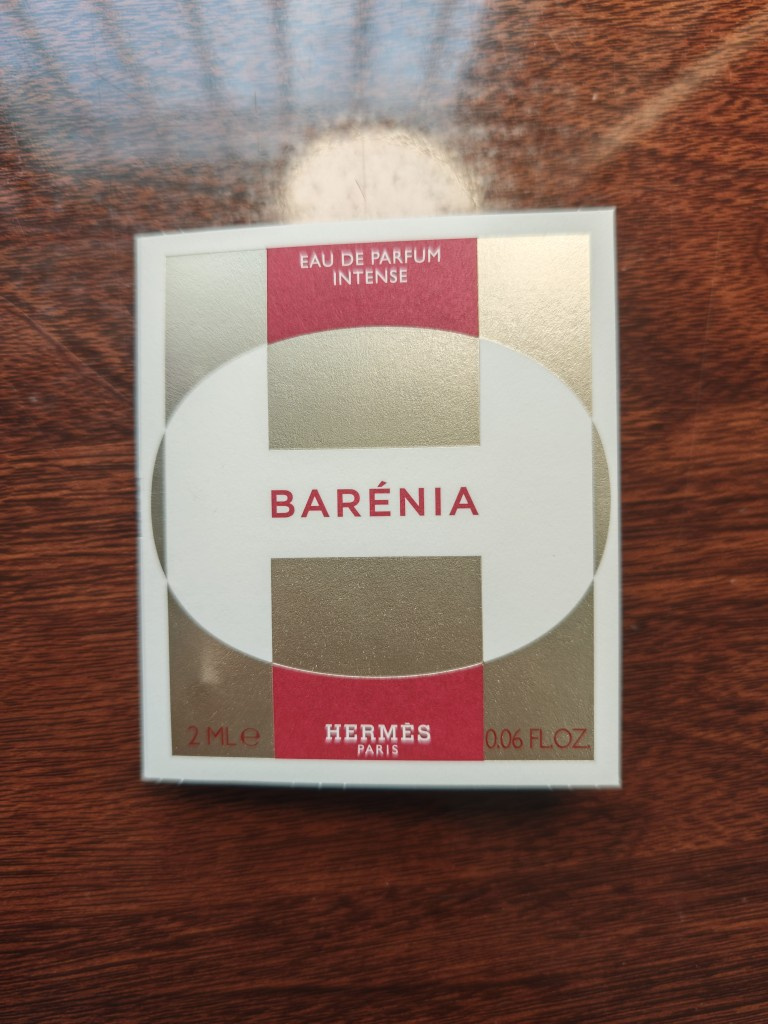 EAU DE PARFUM
INTENSE
BARÉNIA
2 ML ℮
HERMÈS
PARIS
0.06 FL.OZ.